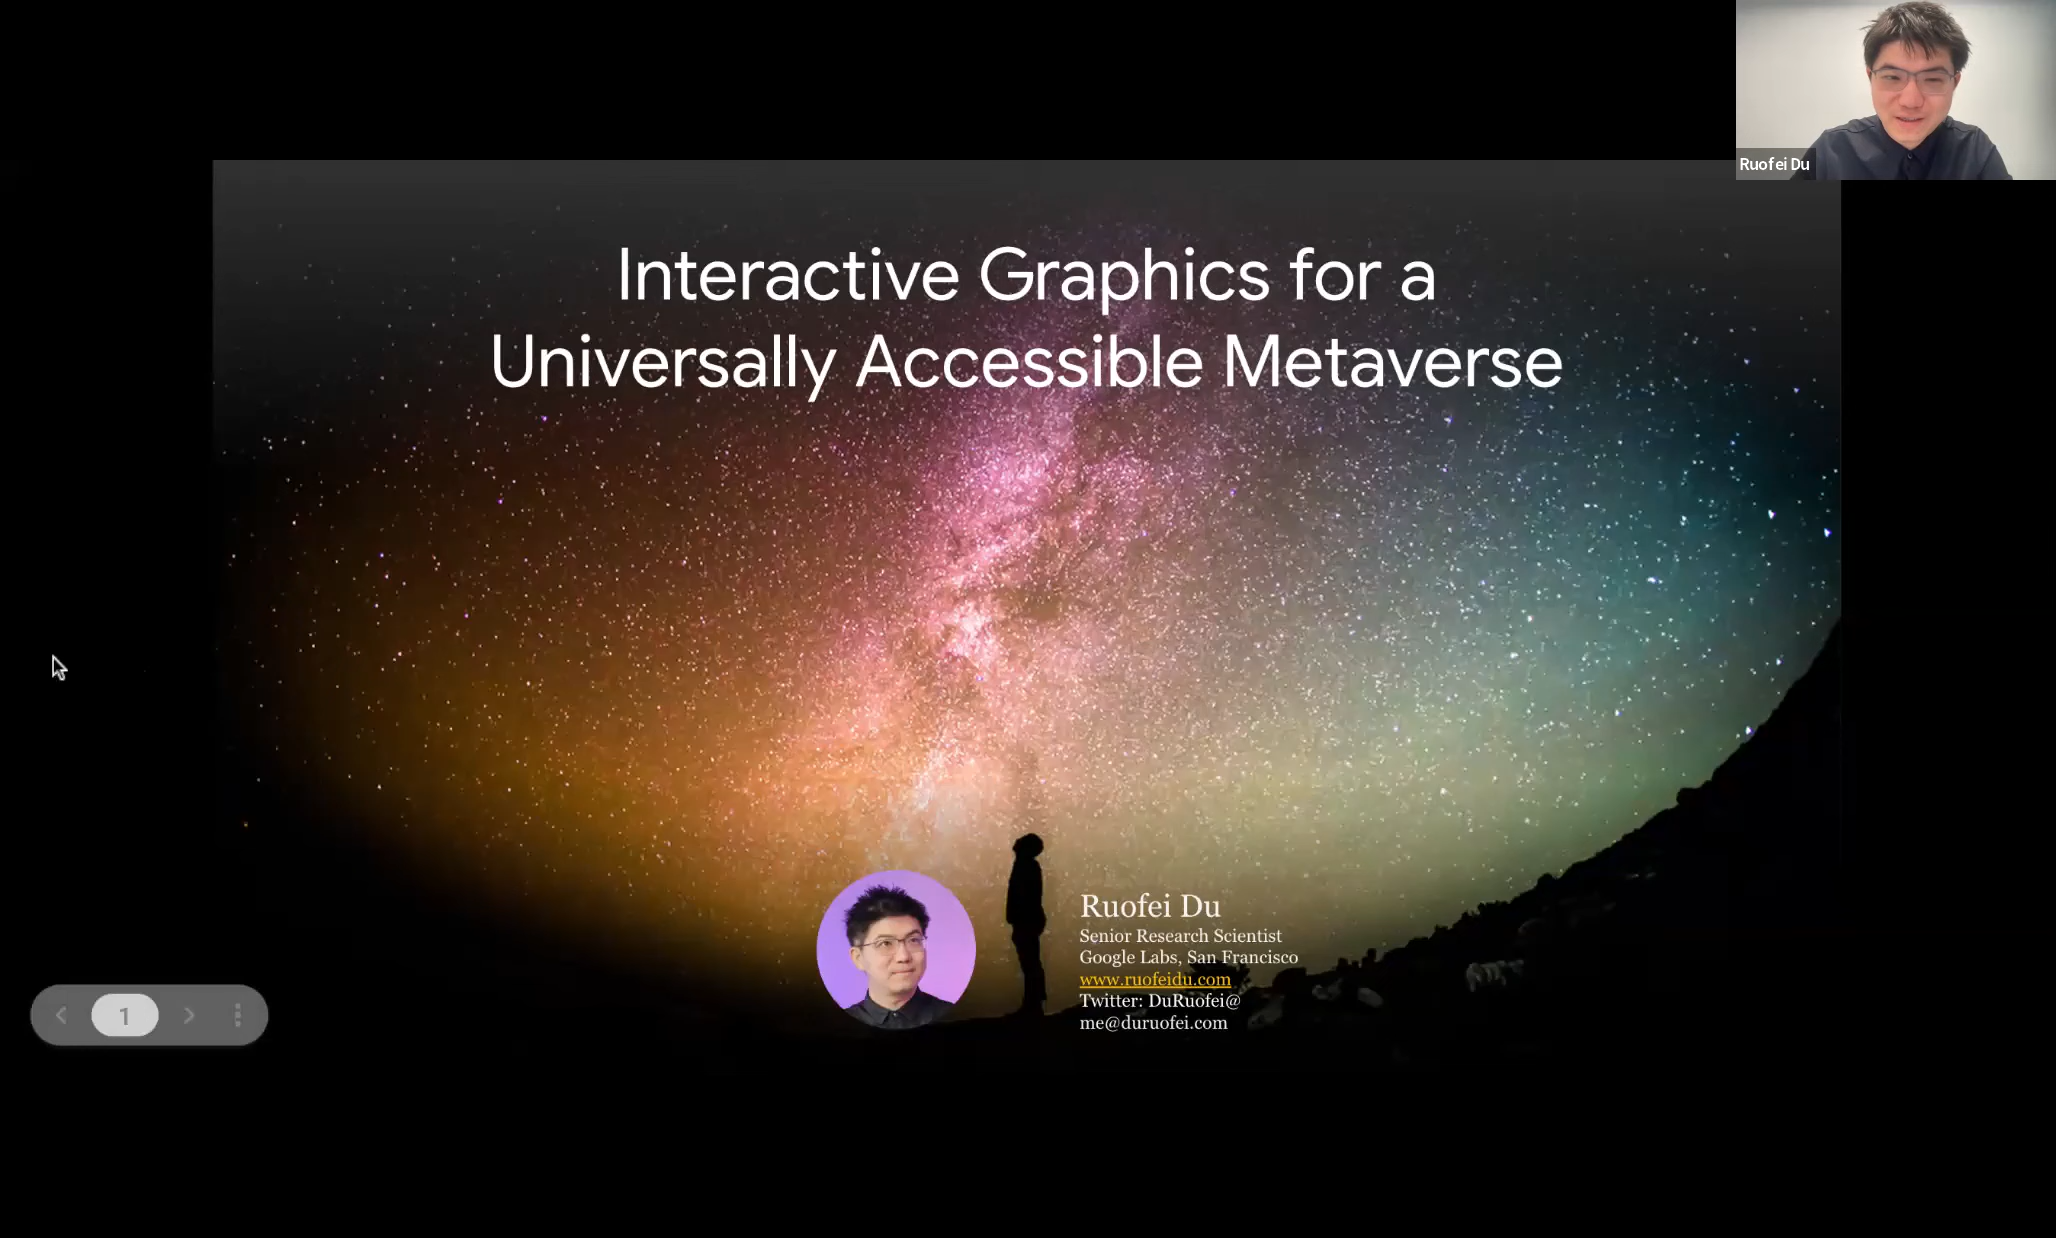 Ruofei Du
Interactive Graphics for a
Universally Accessible Metaverse
Ruofei Du
Senior Research Scientist
Google Labs, San Francisco
www.ruofeidu.com
Twitter: DuRuofei@
me@duruofei.com
1